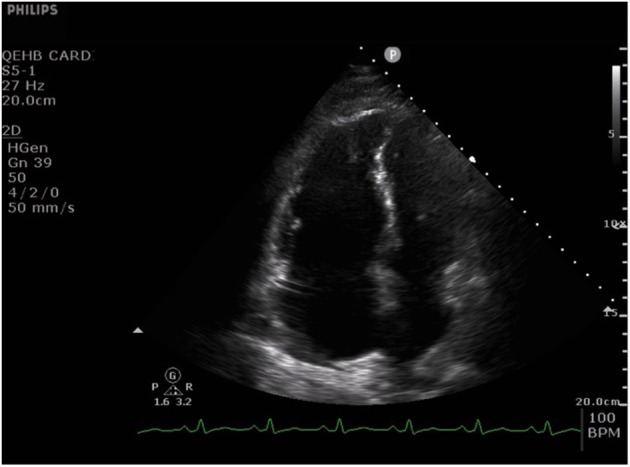 PHILIPS
QEHB CARD
S5-1
27 Hz
20.0cm
2D
HGen
Gn 39
50
4/2/0
50 mm/s
P
5
10
15
20.0cm
G
P R
1.6 3.2
100
BPM